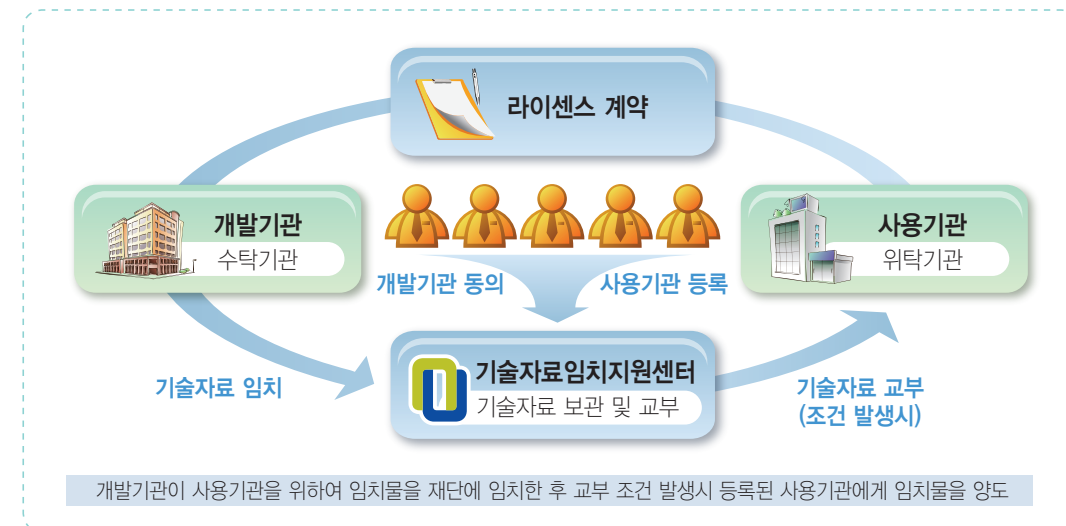 라이센스 계약
개발기관
수탁기관
사용기관
위탁기관
개발기관 동의
사용기관 등록
기술자료임치지원센터
기술자료 보관 및 교부
기술자료 임치
기술자료 교부
(조건 발생시)
개발기관이 사용기관을 위하여 임치물을 재단에 임치한 후 교부 조건 발생시 등록된 사용기관에게 임치물을 양도